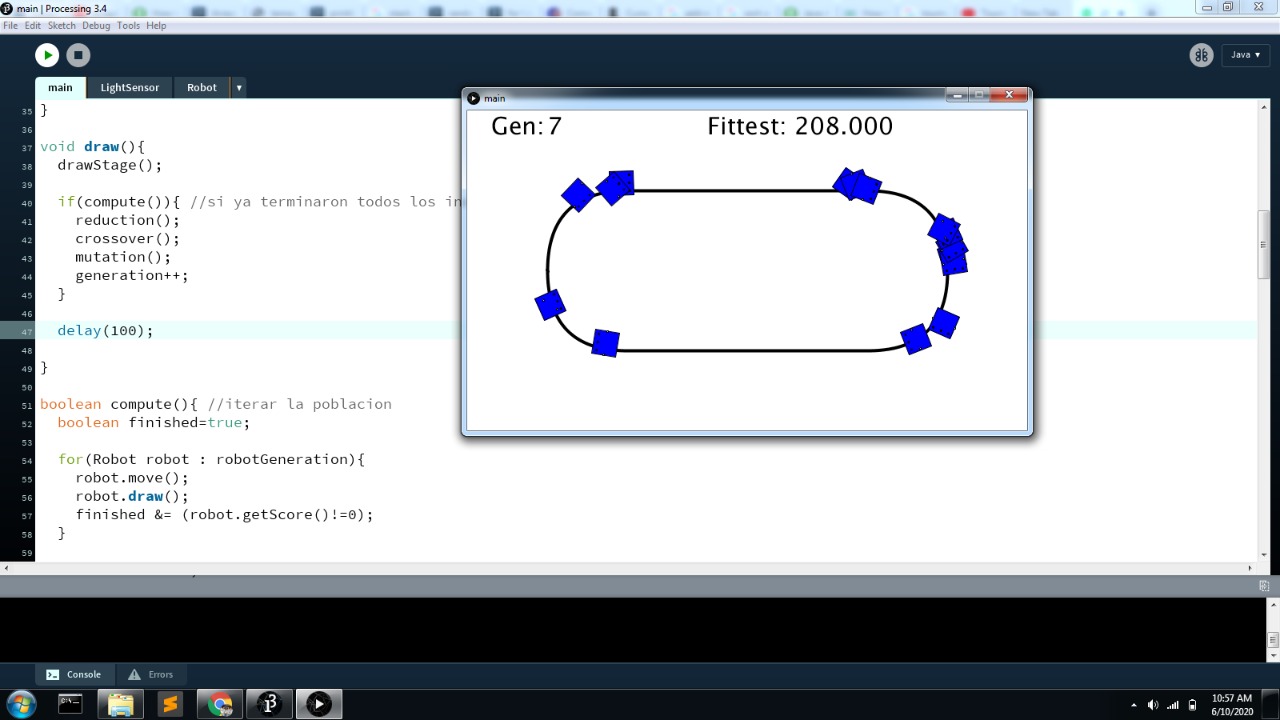 main | Processing 3.4
File Edit Sketch Debug Tools Help
Java ▾
main LightSensor Robot ▾
35 }
36
37 void draw(){
38 drawStage();
39
40 if(compute()){ //si ya terminaron todos los in
41 reduction();
42 crossover();
43 mutation();
44 generation++;
45 }
46
47 delay(100);
48
49 }
50
51 boolean compute(){ //iterar la poblacion
52 boolean finished=true;
53
54 for(Robot robot : robotGeneration){
55 robot.move();
56 robot.draw();
57 finished &= (robot.getScore()!=0);
58 }
59
main
Gen: 7 Fittest: 208.000
Console Errors
10:57 AM
6/10/2020